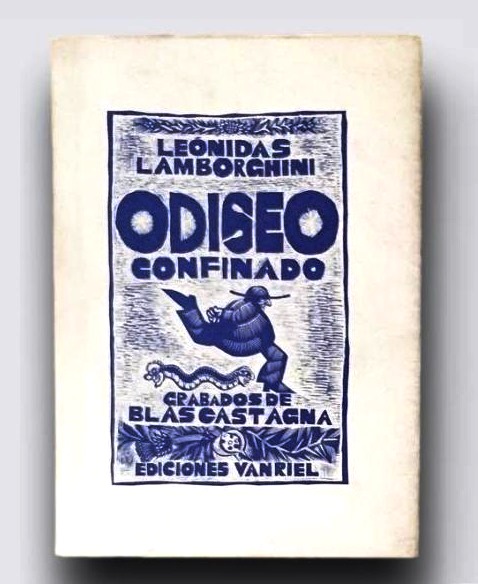 LEONIDAS
LAMBORGHINI
ODISEO
CONFINADO
GRABADOS DE
BLAS CASTAGNA
EDICIONES VANRIEL